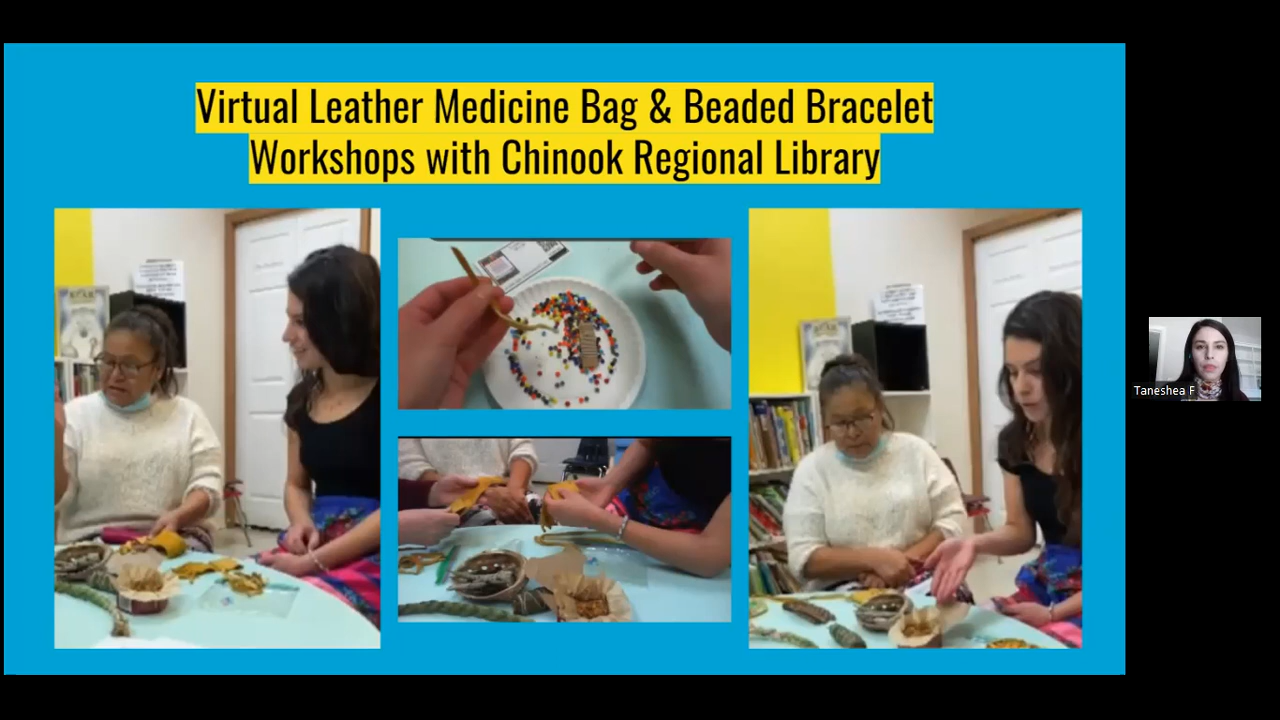 Virtual Leather Medicine Bag & Beaded Bracelet
Workshops with Chinook Regional Library
Taneshea F